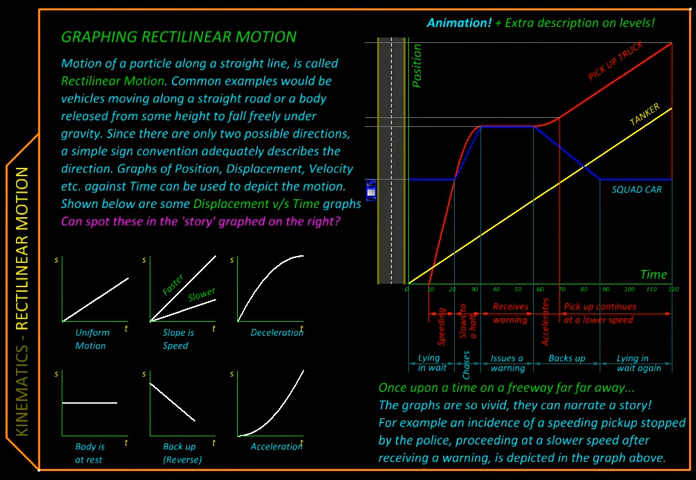 Animation! + Extra description on levels!
GRAPHING RECTILINEAR MOTION
Motion of a particle along a straight line, is called
Rectilinear Motion. Common examples would be
vehicles moving along a straight road or a body
released from some height to fall freely under
gravity. Since there are only two possible directions,
a simple sign convention adequately describes the
direction. Graphs of Position, Displacement, Velocity
etc. against Time can be used to depict the motion.
Shown below are some Displacement v/s Time graphs
Can spot these in the 'story' graphed on the right?
KINEMATICS - RECTILINEAR MOTION
s
t
Uniform
Motion
s
Faster
Slower
t
Slope is
Speed
s
t
Deceleration
s
t
Body is
at rest
s
t
Back up
(Reverse)
s
t
Acceleration
Position
PICK UP TRUCK
TANKER
SQUAD CAR
Time
0 10 20 30 40 50 60 70 80 90 100 110 120
Speeding
Slows to
a halt
Receives
warning
Accelerates
Pick up continues
at a lower speed
Lying
in wait
Chases
Issues a
warning
Backs up
Lying in
wait again
Once upon a time on a freeway far far away...
The graphs are so vivid, they can narrate a story!
For example an incidence of a speeding pickup stopped
by the police, proceeding at a slower speed after
receiving a warning, is depicted in the graph above.